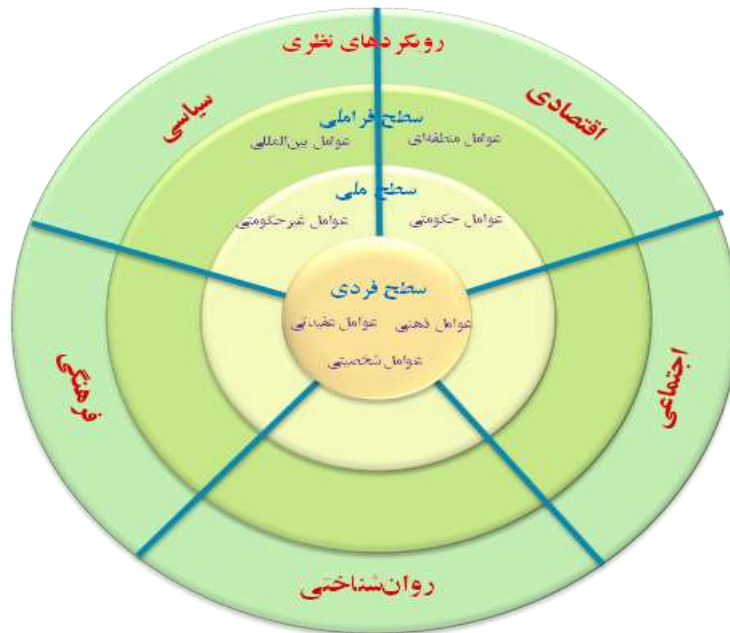 رویکردهای نظری
سیاسی
اقتصادی
سطح فراملی
عوامل منطقه‌ای
عوامل بین‌المللی
سطح ملی
عوامل حکومتی
عوامل غیرحکومتی
سطح فردی
عوامل ذهنی
عوامل عقیدتی
عوامل شخصیتی
فرهنگی
اجتماعی
روان‌شناختی